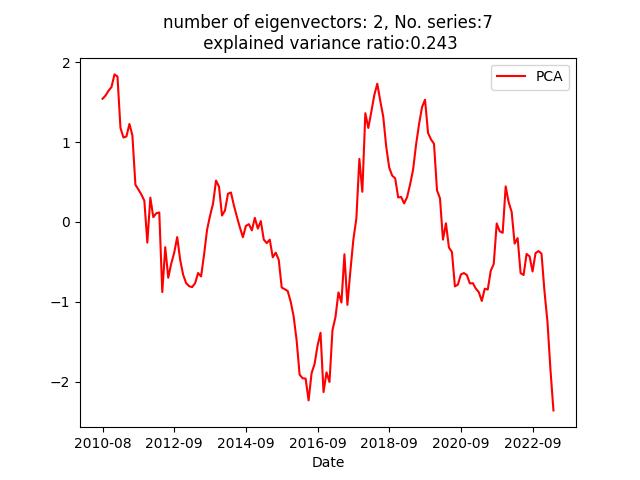 number of eigenvectors: 2, No. series:7
explained variance ratio:0.243
PCA
2
1
0
−1
−2
2010-08 2012-09 2014-09 2016-09 2018-09 2020-09 2022-09
Date